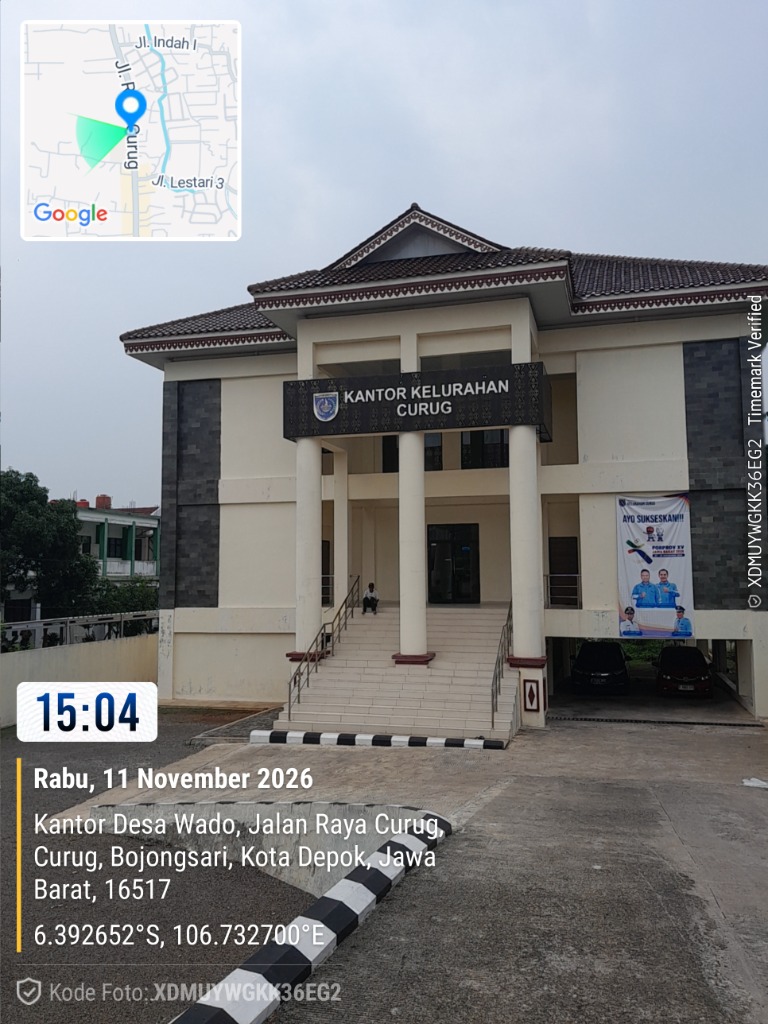 Jl. Indah I
Curug
Jl. Lestari 3
Google
KANTOR KELURAHAN
CURUG
AYO SUKSESKAN!!!
15:04
Rabu, 11 November 2026
Kantor Desa Wado, Jalan Raya Curug,
Curug, Bojongsari, Kota Depok, Jawa
Barat, 16517
6.392652°S, 106.732700°E
Kode Foto: XDMUYWGKK36EG2
XDMUYWGKK36EG2 Timemark Verified